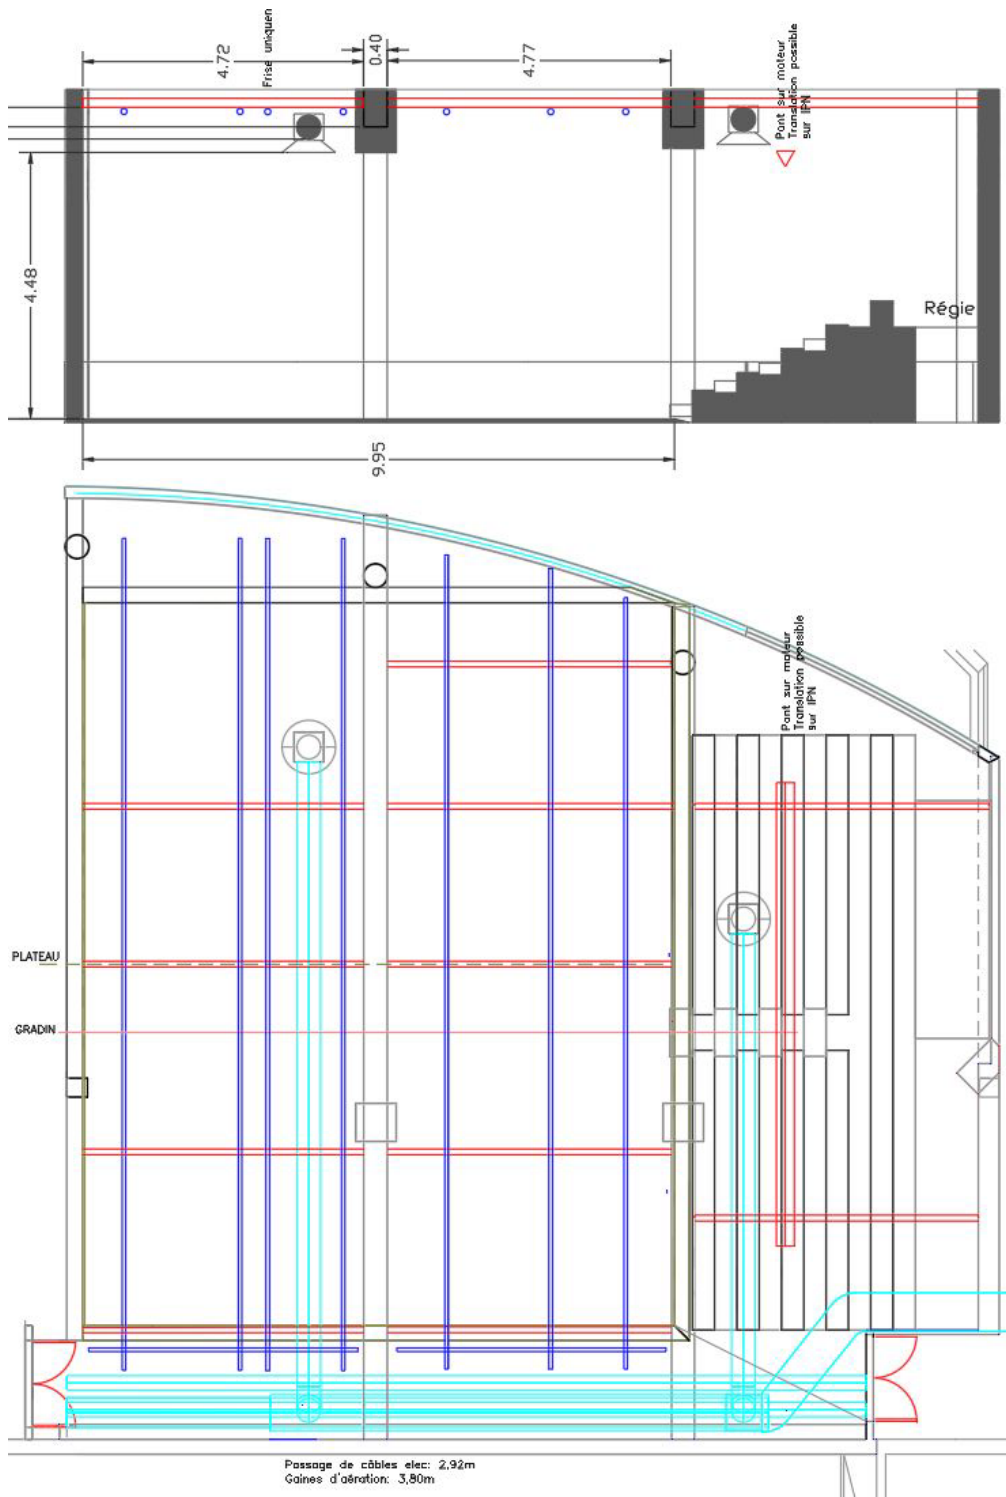 4.72
Frise uniquen
0.40
4.77
Pont sur moteur
Translation possible
sur IPN
4.48
Régie
9.95
Pont sur moteur
Translation possible
sur IPN
PLATEAU
GRADIN
Passage de câbles elec: 2,92m
Gaines d'aération: 3,80m